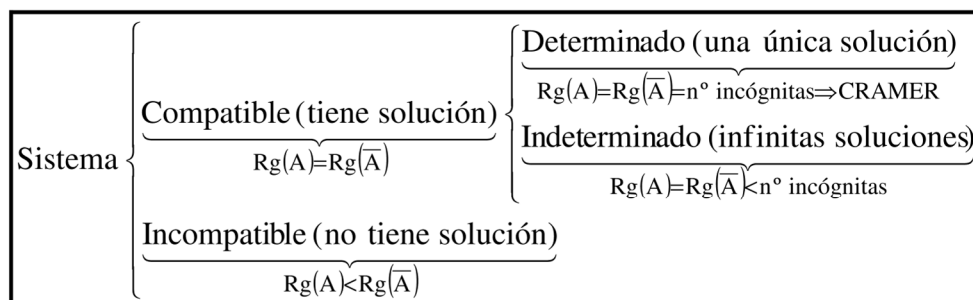 Sistema
Compatible (tiene solución)
Rg(A)=Rg(A̅)
Determinado (una única solución)
Rg(A)=Rg(A̅)=nº incógnitas⇒CRAMER
Indeterminado (infinitas soluciones)
Rg(A)=Rg(A̅)<nº incógnitas
Incompatible (no tiene solución)
Rg(A)<Rg(A̅)